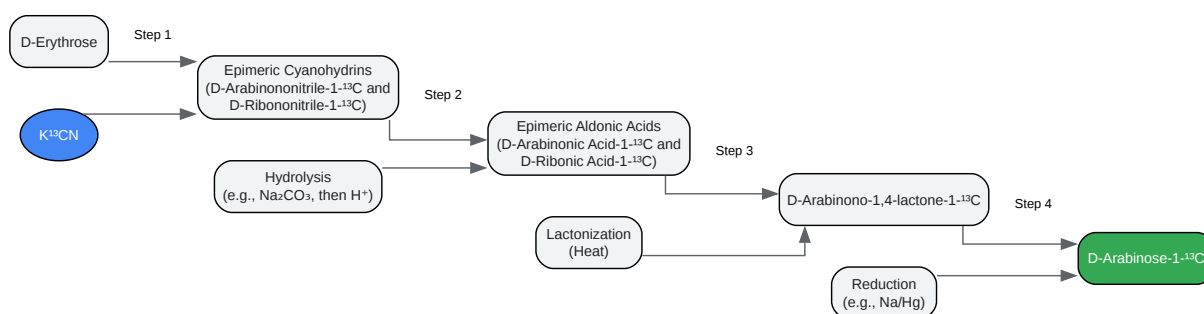 D-Erythrose
Step 1
K¹³CN
Epimeric Cyanohydrins
(D-Arabinononitrile-1-¹³C and
D-Ribononitrile-1-¹³C)
Step 2
Hydrolysis
(e.g., Na₂CO₃, then H⁺)
Epimeric Aldonic Acids
(D-Arabinonic Acid-1-¹³C and
D-Ribonic Acid-1-¹³C)
Step 3
Lactonization
(Heat)
D-Arabinono-1,4-lactone-1-¹³C
Step 4
Reduction
(e.g., Na/Hg)
D-Arabinose-1-¹³C